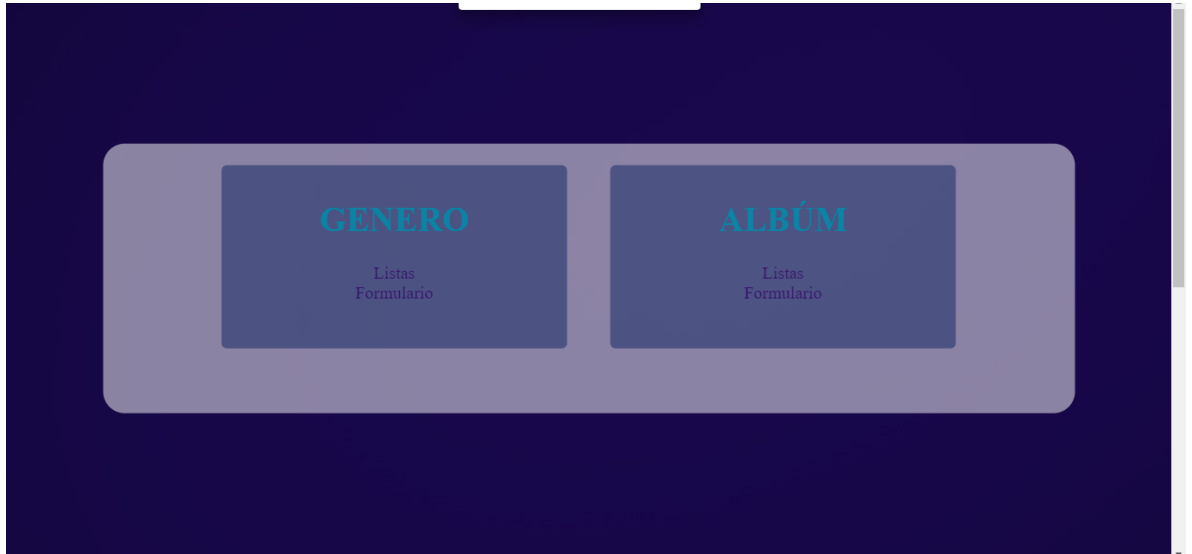 GENERO
Listas
Formulario
ALBÚM
Listas
Formulario